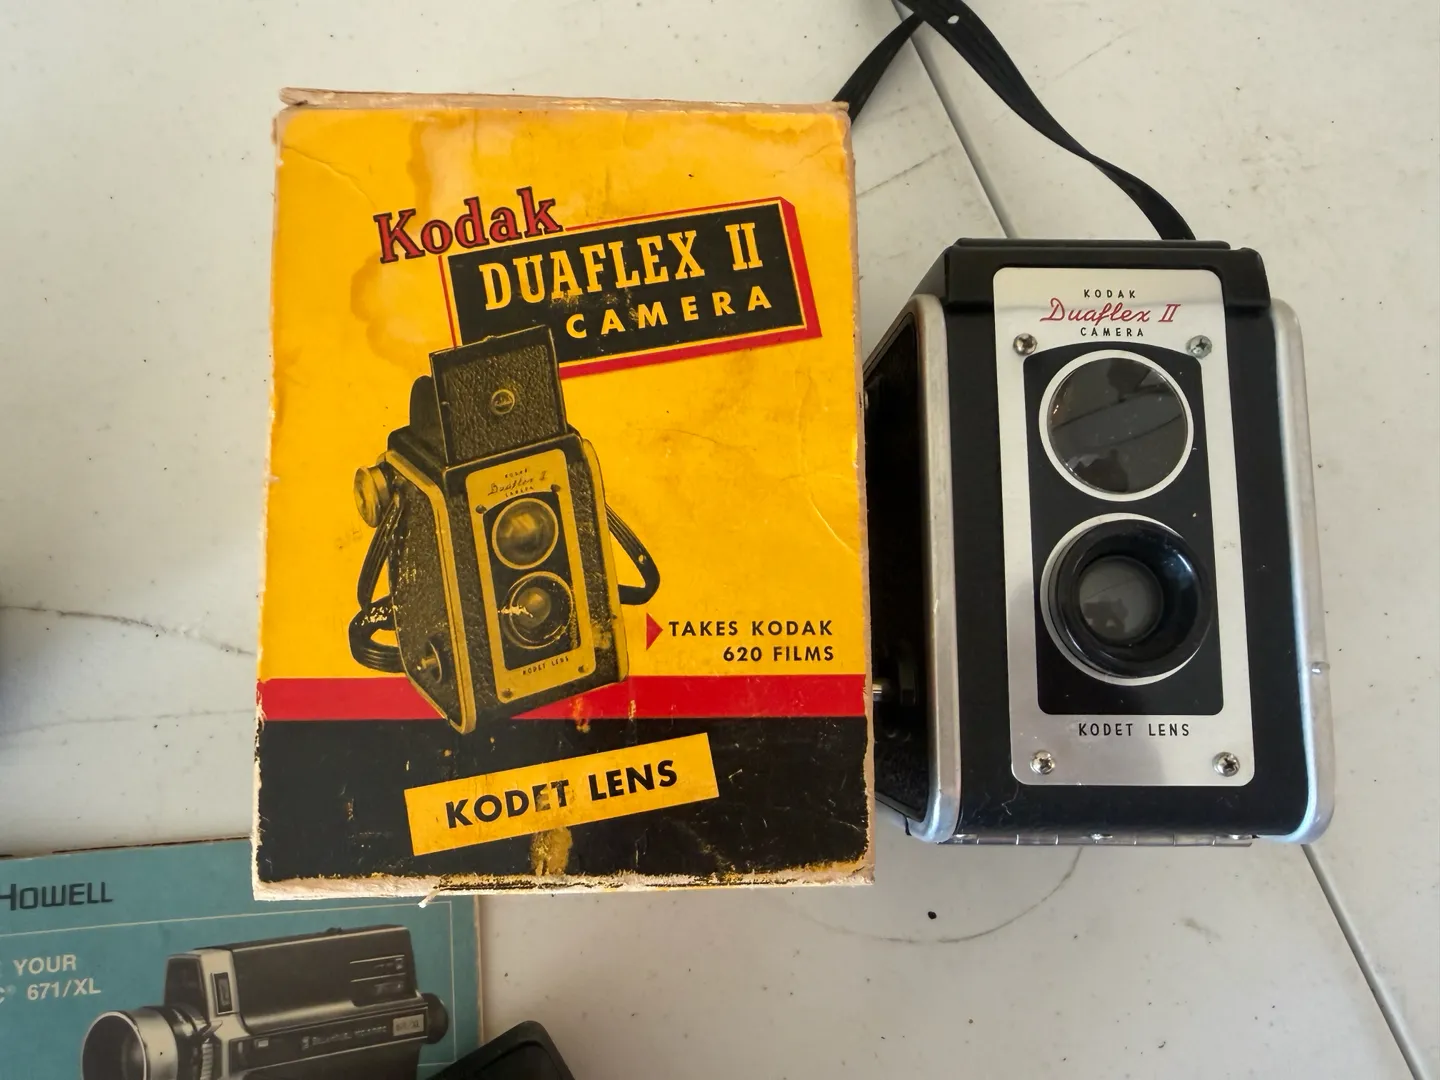 Kodak
DUAFLEX II
CAMERA
KODAK
Duaflex II
CAMERA
KODET LENS
TAKES KODAK
620 FILMS
KODET LENS
KODAK
Duaflex II
CAMERA
KODET LENS
HOWELL
YOUR
671/XL